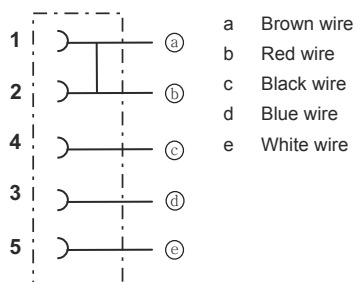 1 ⓐ
2 ⓑ
4 ⓒ
3 ⓓ
5 ⓔ
a Brown wire
b Red wire
c Black wire
d Blue wire
e White wire